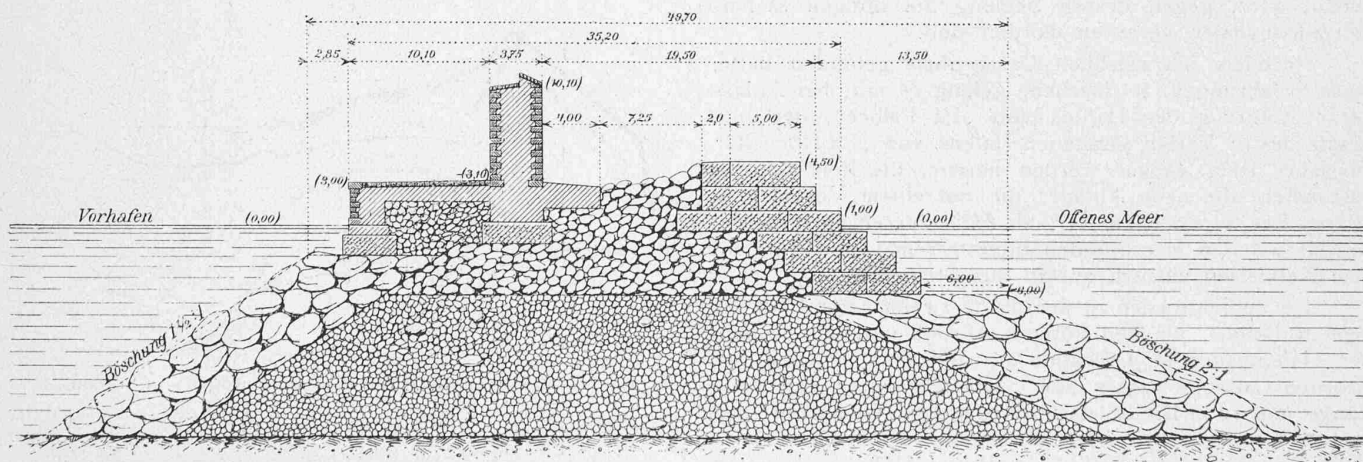 49,70
35,20
2,85 10,10 3,75 19,50 13,50
(10,10)
4,00 7,25 2,0 5,00
(3,00) (3,10) (4,50)
Vorhafen (0,00) (1,00) (0,00) Offenes Meer
6,00
Böschung 1½:1 Böschung 2:1